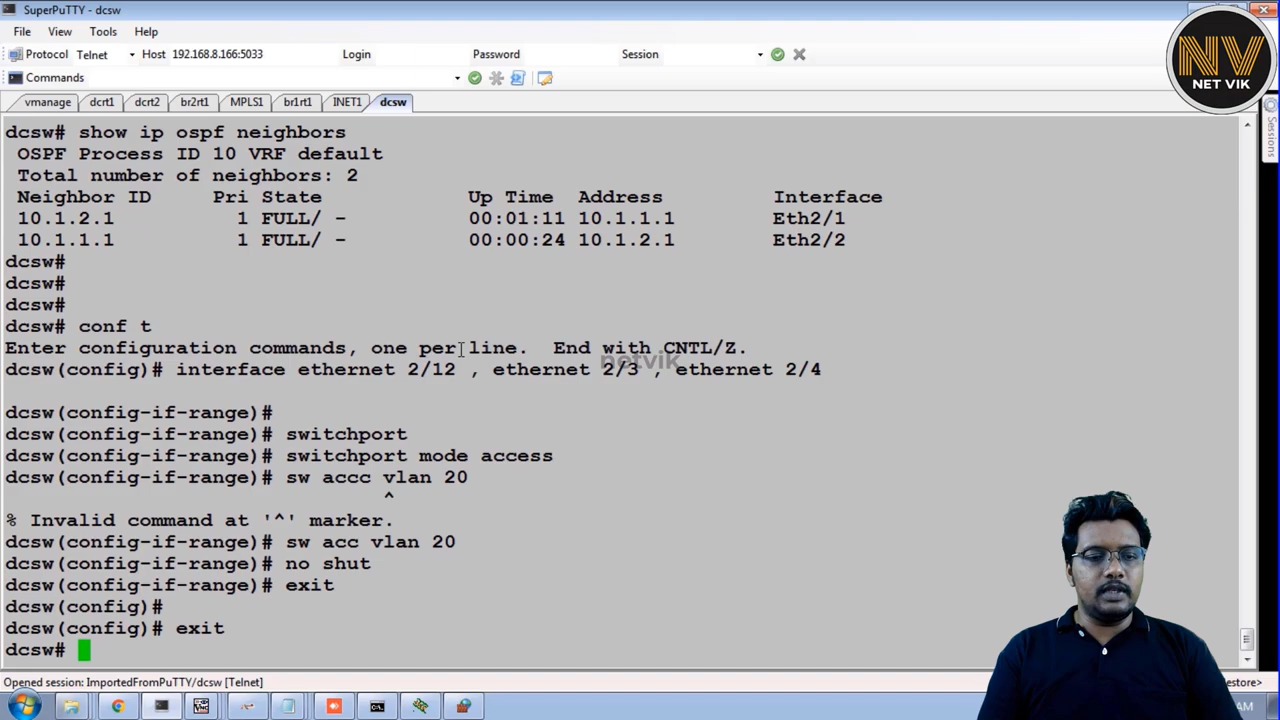 SuperPuTTY - dcsw
File View Tools Help
Protocol Telnet Host 192.168.8.166:5033 Login Password Session
Commands
vmanage dcrt1 dcrt2 br2rt1 MPLS1 br1rt1 INET1 dcsw
NV
NET VIK
Sessions
dcsw# show ip ospf neighbors
OSPF Process ID 10 VRF default
Total number of neighbors: 2
Neighbor ID Pri State Up Time Address Interface
10.1.2.1 1 FULL/ - 00:01:11 10.1.1.1 Eth2/1
10.1.1.1 1 FULL/ - 00:00:24 10.1.2.1 Eth2/2
dcsw#
dcsw#
dcsw#
dcsw# conf t
Enter configuration commands, one per line. End with CNTL/Z.
netvik
dcsw(config)# interface ethernet 2/12 , ethernet 2/3 , ethernet 2/4
dcsw(config-if-range)#
dcsw(config-if-range)# switchport
dcsw(config-if-range)# switchport mode access
dcsw(config-if-range)# sw accc vlan 20
^
% Invalid command at '^' marker.
dcsw(config-if-range)# sw acc vlan 20
dcsw(config-if-range)# no shut
dcsw(config-if-range)# exit
dcsw(config)#
dcsw(config)# exit
dcsw#
Opened session: ImportedFromPuTTY/dcsw [Telnet] estore>
AM